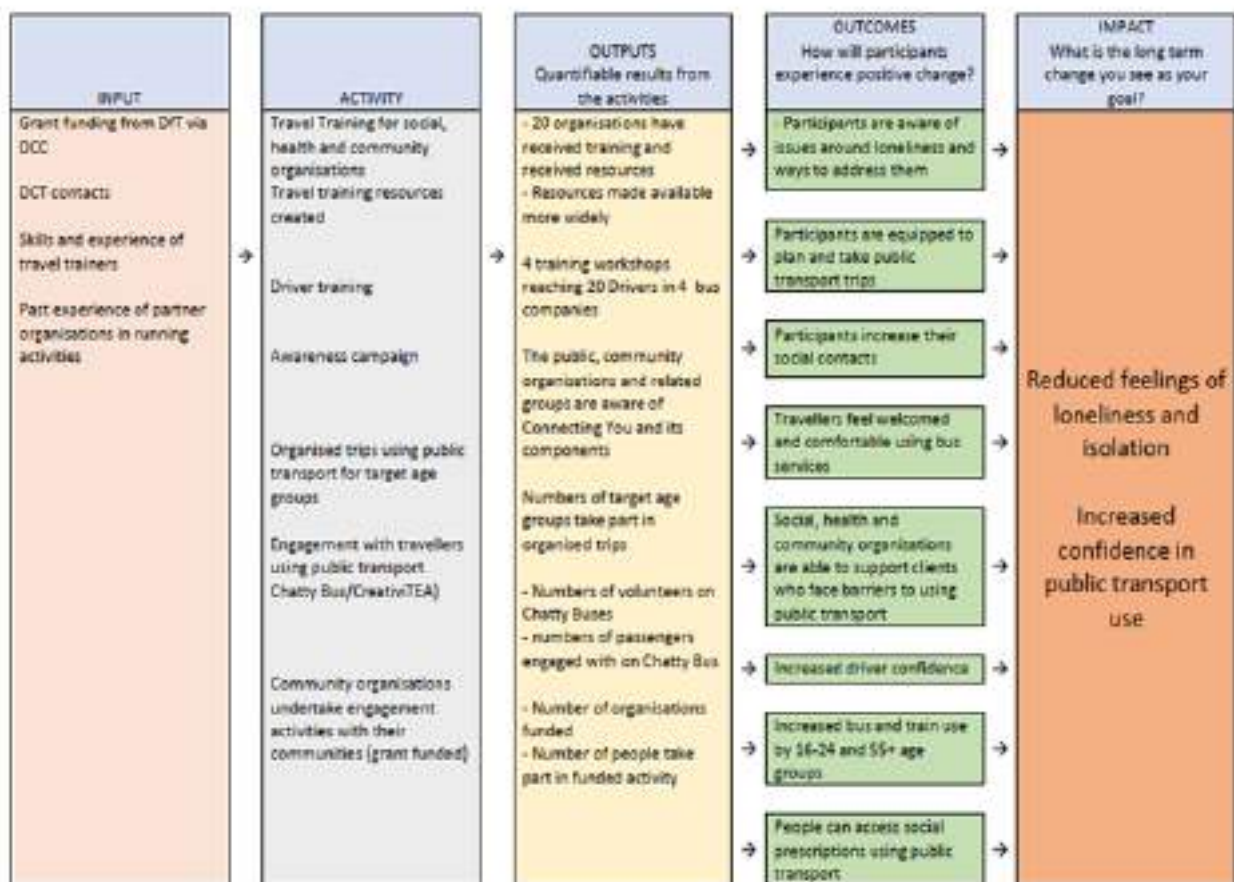 INPUT
Grant funding from DfT via
DCC
DCT contacts
Skills and experience of
travel trainers
Past experience of partner
organisations in running
activities
→
ACTIVITY
Travel Training for social,
health and community
organisations
Travel training resources
created
Driver training
Awareness campaign
Organised trips using public
transport for target age
groups
Engagement with travellers
using public transport
Chatty Bus/CreativiTEA)
Community organisations
undertake engagement
activities with their
communities (grant funded)
→
OUTPUTS
Quantifiable results from
the activities
- 20 organisations have
received training and
received resources
- Resources made available
more widely
4 training workshops
reaching 20 Drivers in 4 bus
companies
The public, community
organisations and related
groups are aware of
Connecting You and its
components
Numbers of target age
groups take part in
organised trips
- Numbers of volunteers on
Chatty Buses
- numbers of passengers
engaged with on Chatty Bus
- Number of organisations
funded
- Number of people take
part in funded activity
OUTCOMES
How will participants
experience positive change?
→ - Participants are aware of →
issues around loneliness and
ways to address them
→ Participants are equipped to →
plan and take public
transport trips
→ Participants increase their →
social contacts
→ Travellers feel welcomed →
and comfortable using bus
services
→ Social, health and →
community organisations
are able to support clients
who face barriers to using
public transport
→ Increased driver confidence →
→ Increased bus and train use →
by 16-24 and 55+ age
groups
→ People can access social →
prescriptions using public
transport
IMPACT
What is the long term
change you see as your
goal?
Reduced feelings of
loneliness and
isolation
Increased
confidence in
public transport
use